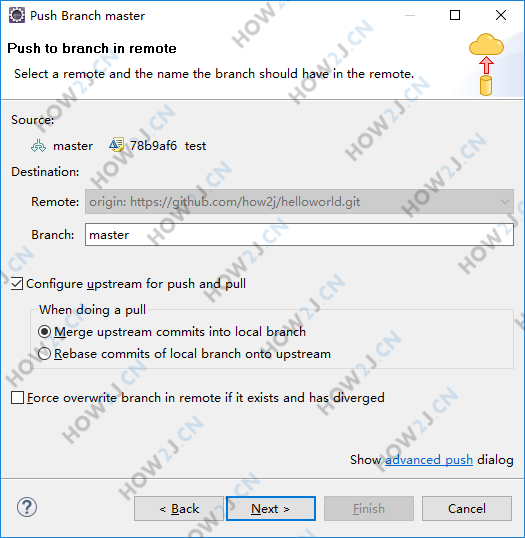 Push Branch master
Push to branch in remote
Select a remote and the name the branch should have in the remote.
Source:
master 78b9af6 test
Destination:
Remote: origin: https://github.com/how2j/helloworld.git
Branch: master
Configure upstream for push and pull
When doing a pull
Merge upstream commits into local branch
Rebase commits of local branch onto upstream
Force overwrite branch in remote if it exists and has diverged
Show advanced push dialog
? < Back Next > Finish Cancel
HOW2J.CN